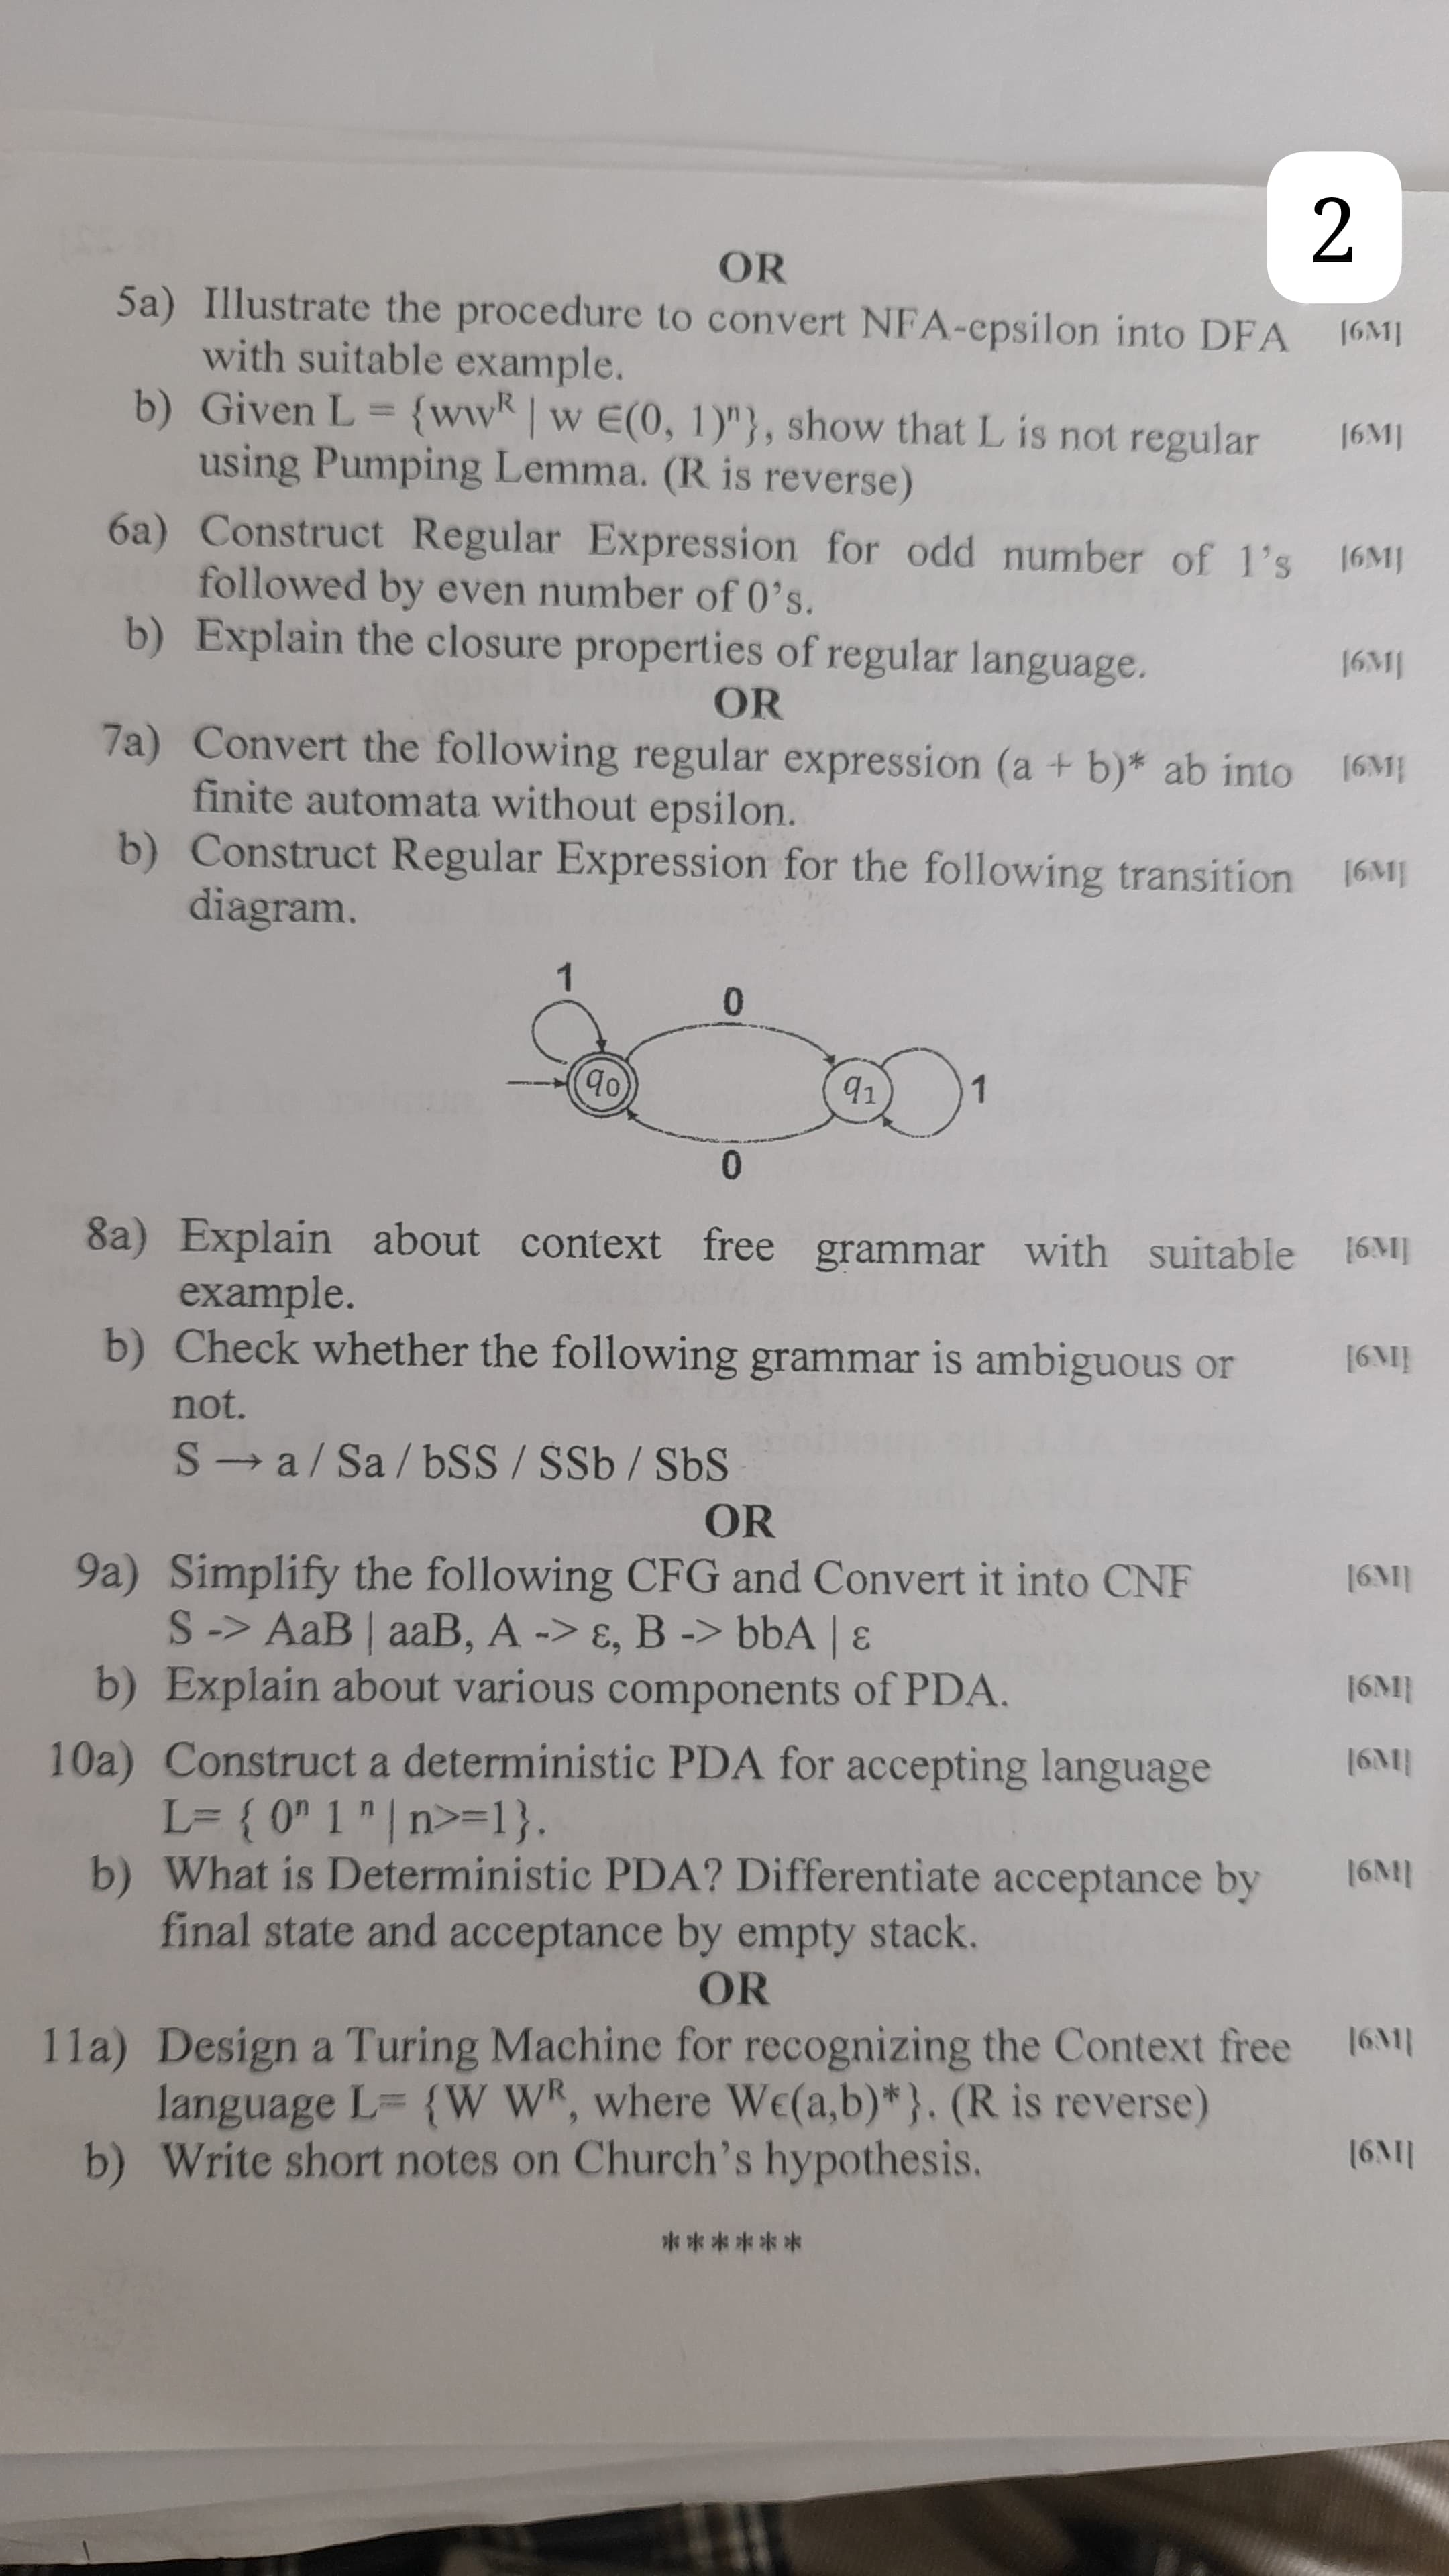 2
OR
5a) Illustrate the procedure to convert NFA-epsilon into DFA [6M]
with suitable example.
b) Given L = {wwᴿ | w ∈(0, 1)ⁿ}, show that L is not regular [6M]
using Pumping Lemma. (R is reverse)
6a) Construct Regular Expression for odd number of 1's [6M]
followed by even number of 0's.
b) Explain the closure properties of regular language. [6M]
OR
7a) Convert the following regular expression (a + b)* ab into [6M]
finite automata without epsilon.
b) Construct Regular Expression for the following transition [6M]
diagram.
1
0
q₀
q₁
1
0
8a) Explain about context free grammar with suitable [6M]
example.
b) Check whether the following grammar is ambiguous or [6M]
not.
S → a / Sa / bSS / SSb / SbS
OR
9a) Simplify the following CFG and Convert it into CNF [6M]
S -> AaB | aaB, A -> ε, B -> bbA | ε
b) Explain about various components of PDA. [6M]
10a) Construct a deterministic PDA for accepting language [6M]
L= { 0ⁿ 1 ⁿ | n>=1}.
b) What is Deterministic PDA? Differentiate acceptance by [6M]
final state and acceptance by empty stack.
OR
11a) Design a Turing Machine for recognizing the Context free [6M]
language L= {W Wᴿ, where Wϵ(a,b)*}. (R is reverse)
b) Write short notes on Church's hypothesis. [6M]
******